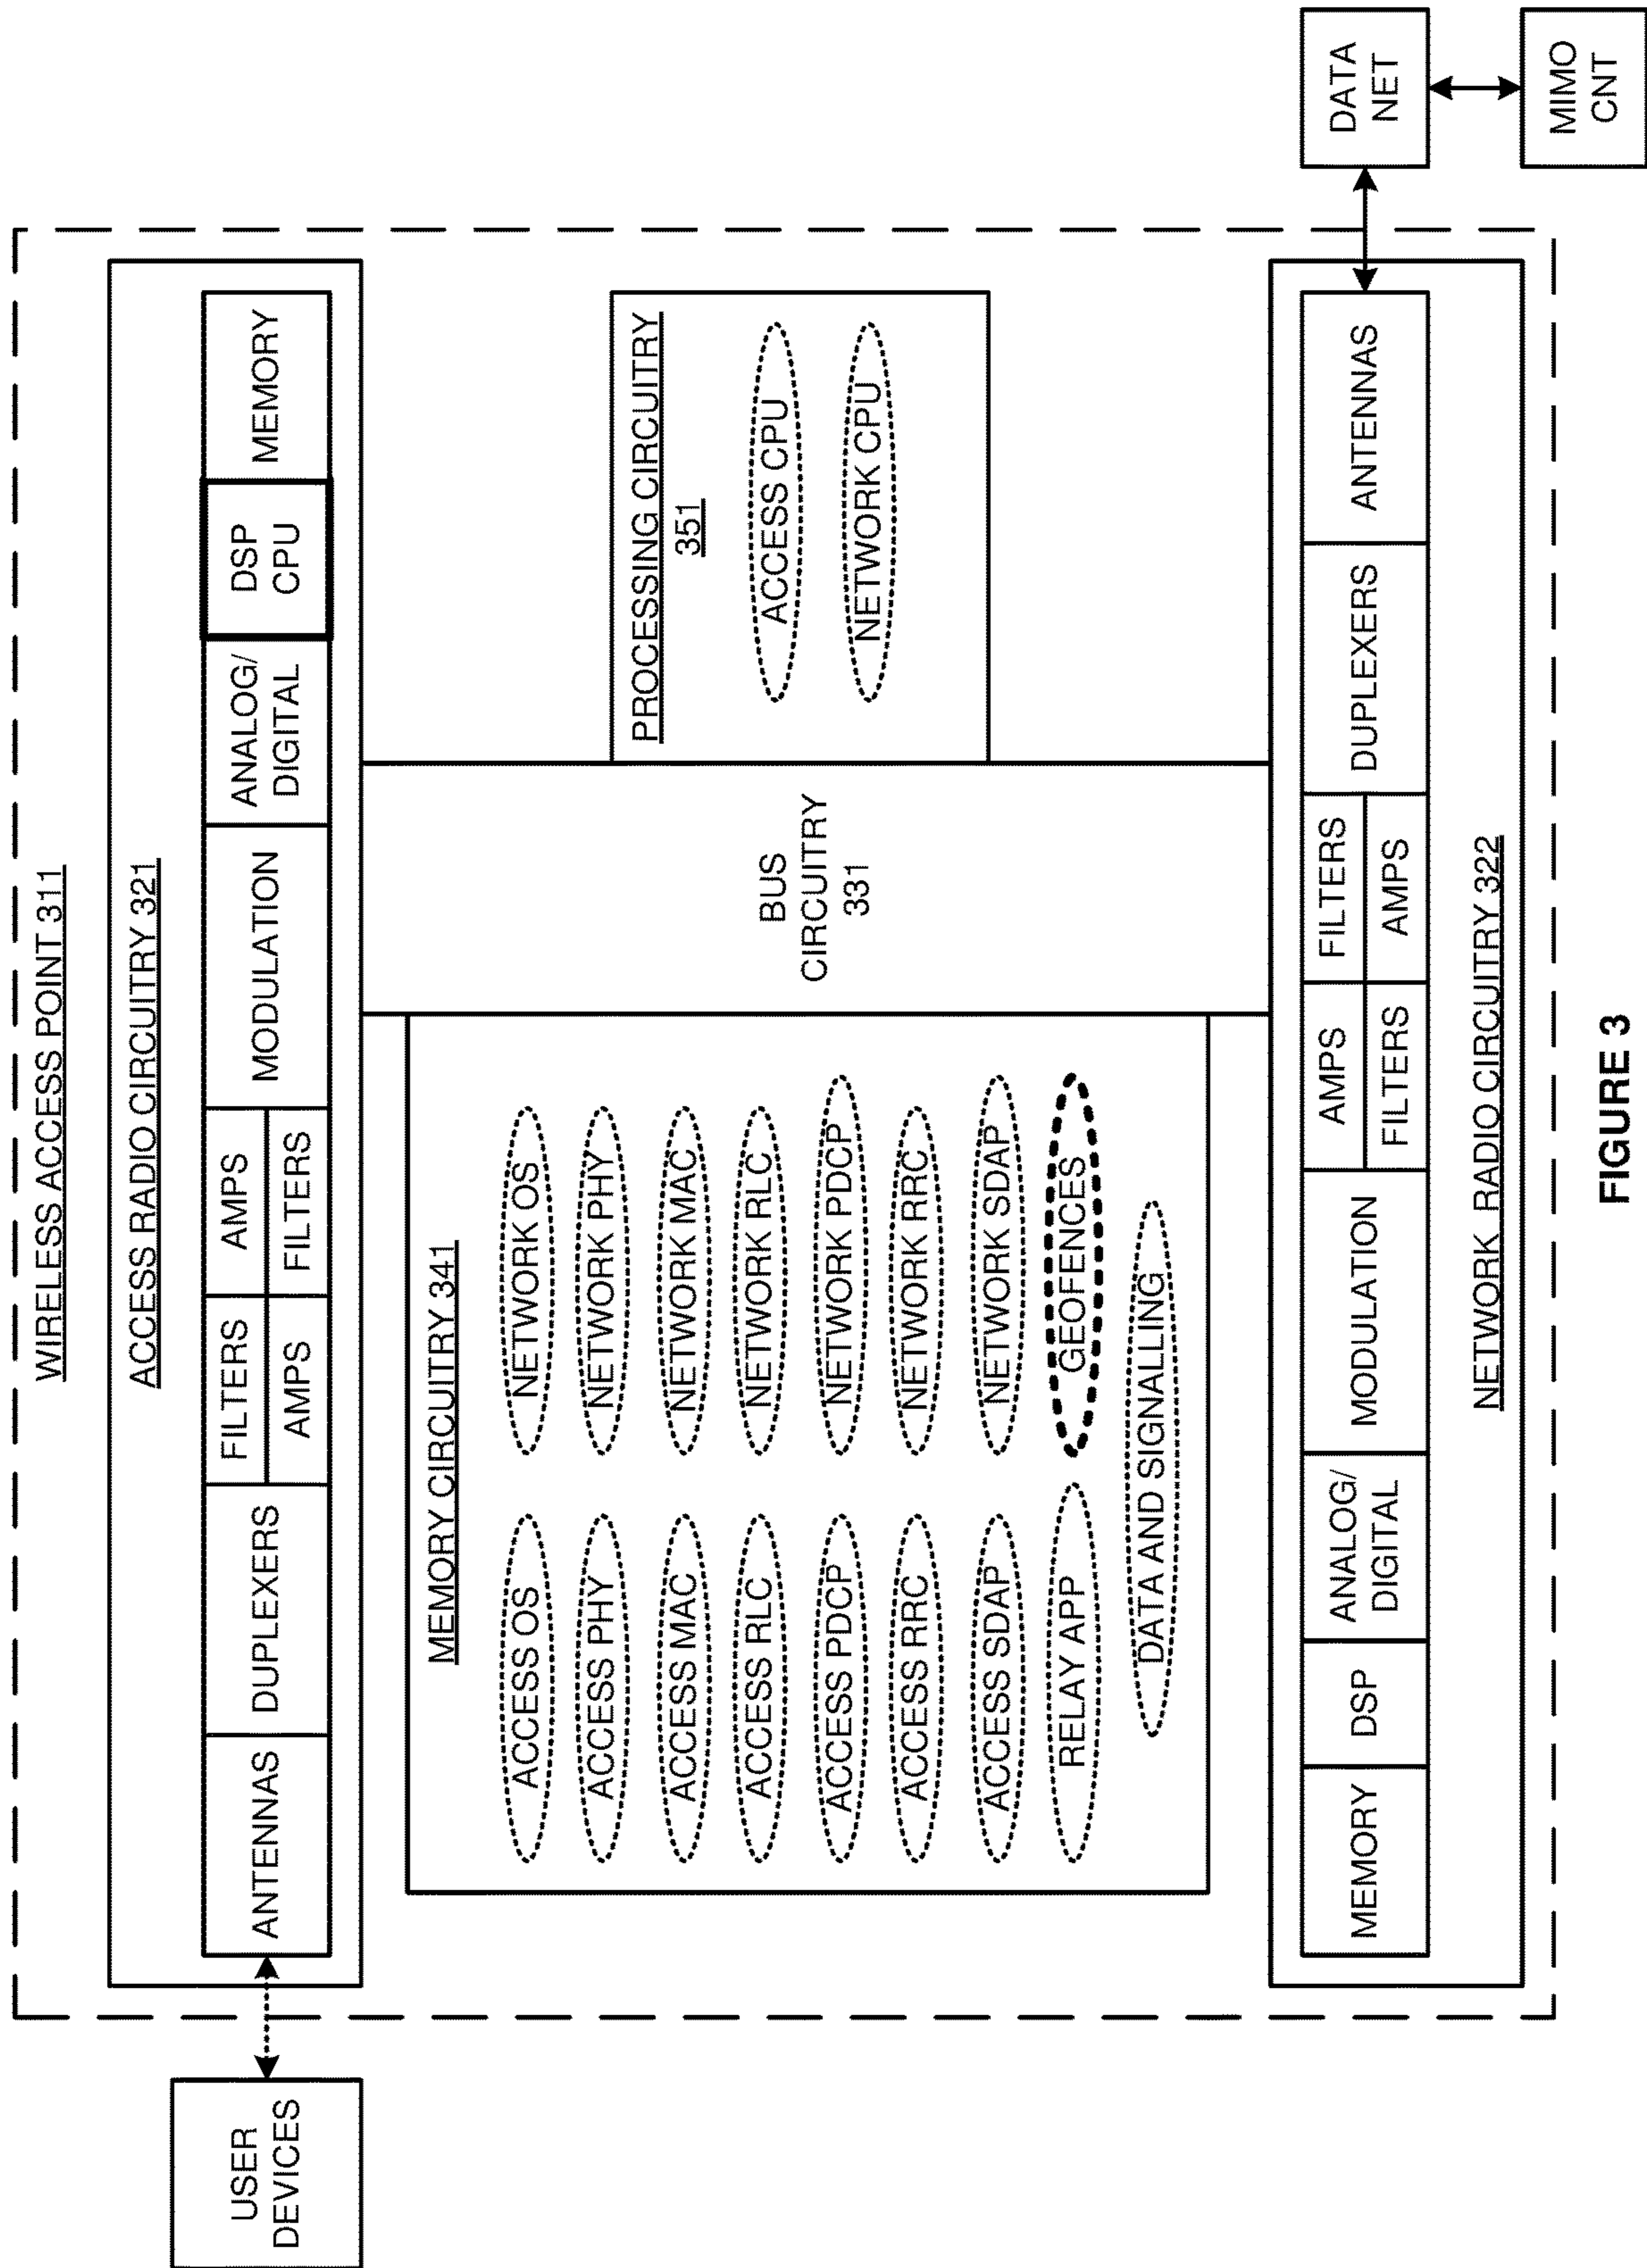 WIRELESS ACCESS POINT 311
ACCESS RADIO CIRCUITRY 321
USER
DEVICES
ANTENNAS
DUPLEXERS
FILTERS
AMPS
AMPS
FILTERS
MODULATION
ANALOG/
DIGITAL
DSP
CPU
MEMORY
MEMORY CIRCUITRY 341
ACCESS OS
NETWORK OS
ACCESS PHY
NETWORK PHY
ACCESS MAC
NETWORK MAC
ACCESS RLC
NETWORK RLC
ACCESS PDCP
NETWORK PDCP
ACCESS RRC
NETWORK RRC
ACCESS SDAP
NETWORK SDAP
RELAY APP
GEOFENCES
DATA AND SIGNALLING
BUS
CIRCUITRY
331
PROCESSING CIRCUITRY
351
ACCESS CPU
NETWORK CPU
MEMORY
DSP
ANALOG/
DIGITAL
MODULATION
AMPS
FILTERS
FILTERS
AMPS
DUPLEXERS
ANTENNAS
NETWORK RADIO CIRCUITRY 322
DATA
NET
MIMO
CNT
FIGURE 3